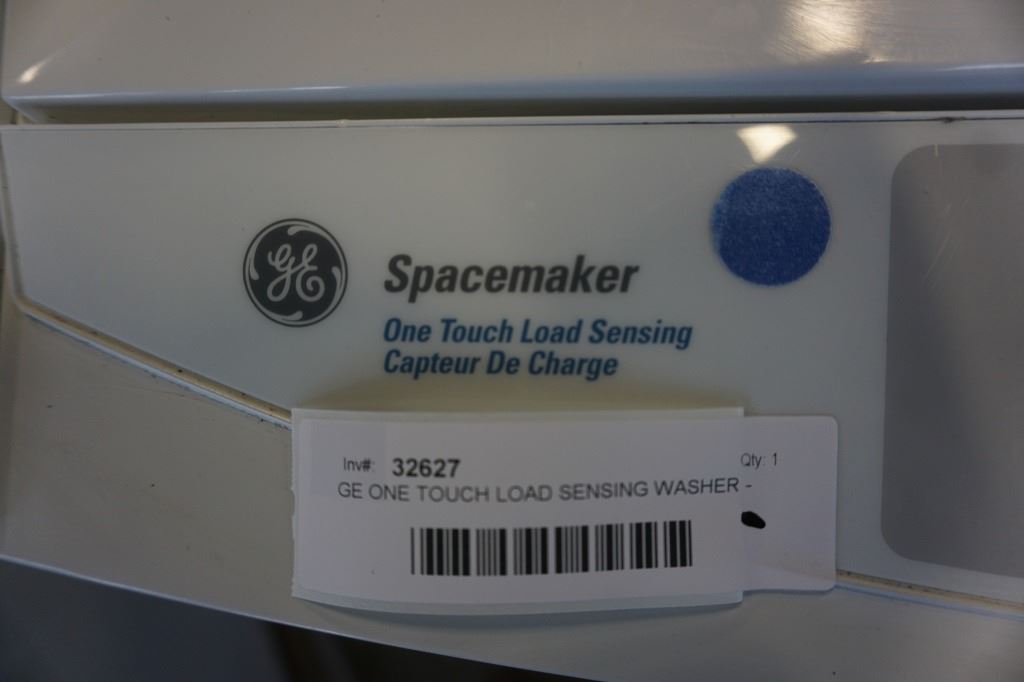 GE
Spacemaker
One Touch Load Sensing
Capteur De Charge
Inv#: 32627
Qty: 1
GE ONE TOUCH LOAD SENSING WASHER -